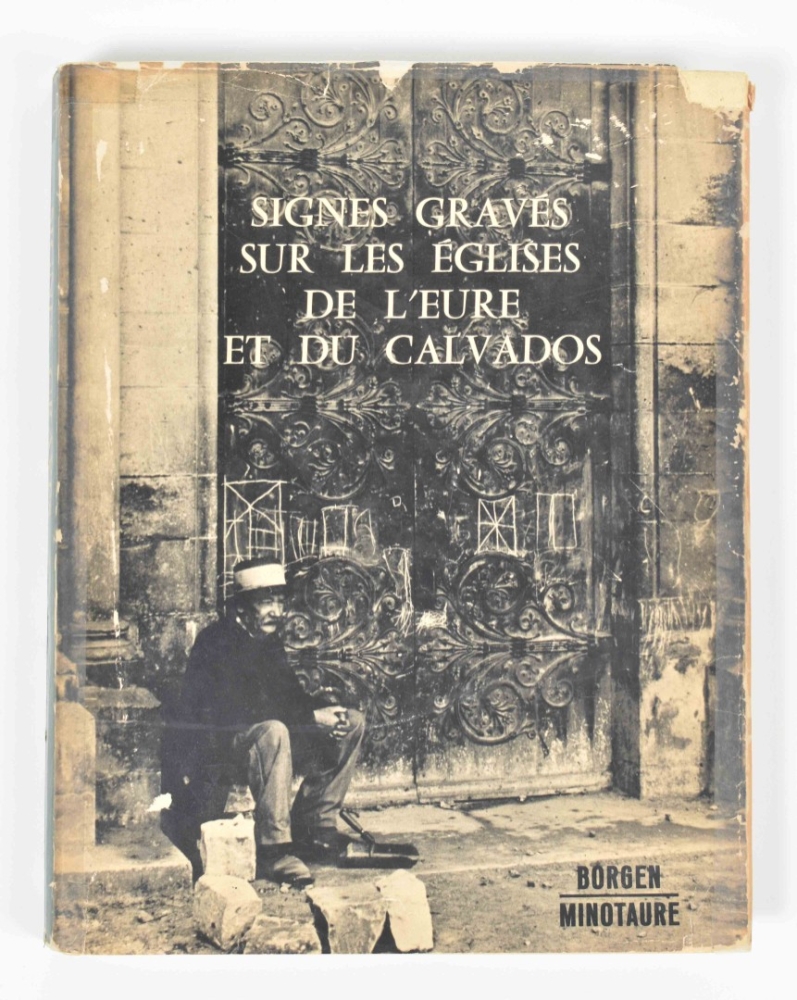 SIGNES GRAVÉS
SUR LES ÉGLISES
DE L'EURE
ET DU CALVADOS
BORGEN
MINOTAURE